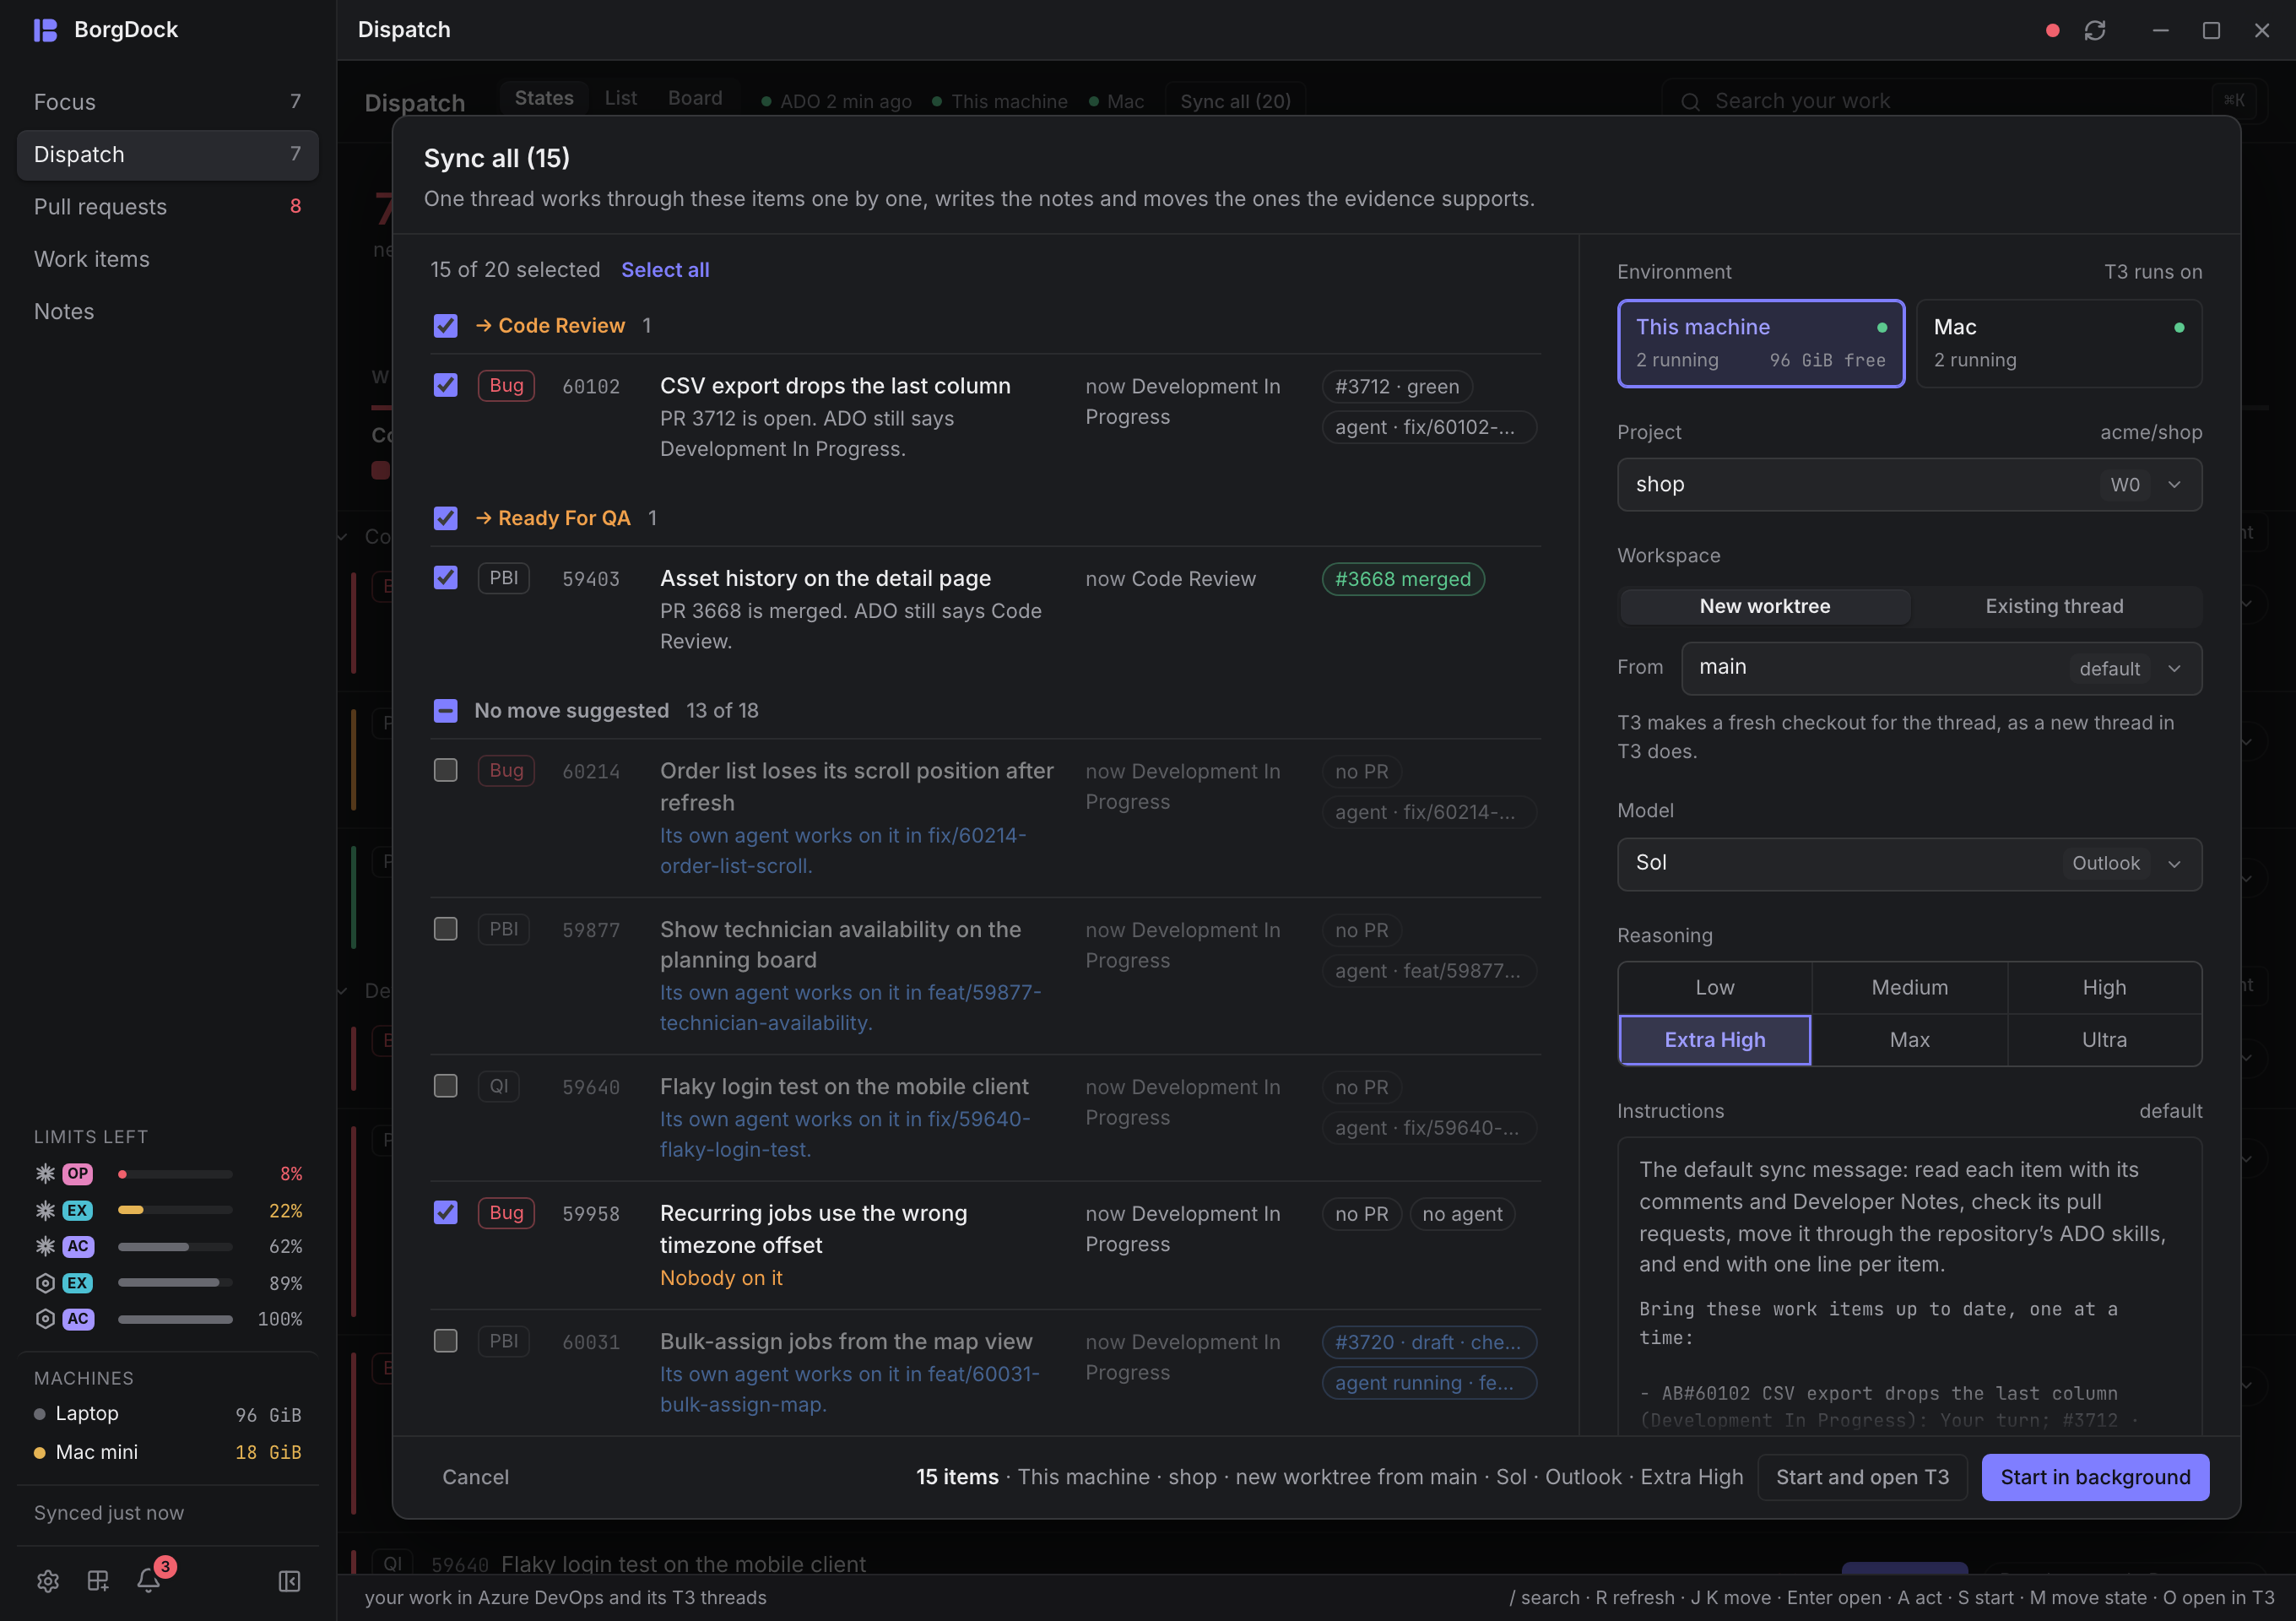 BorgDock
Dispatch
Focus 7
Dispatch 7
Pull requests 8
Work items
Notes
LIMITS LEFT
OP 8%
EX 22%
AC 62%
EX 89%
AC 100%
MACHINES
Laptop 96 GiB
Mac mini 18 GiB
Synced just now
3
Dispatch States List Board ADO 2 min ago This machine Mac Sync all (20) Search your work ⌘K
Sync all (15)
One thread works through these items one by one, writes the notes and moves the ones the evidence supports.
15 of 20 selected Select all
→ Code Review 1
Bug 60102 CSV export drops the last column now Development In #3712 · green
PR 3712 is open. ADO still says Progress agent · fix/60102-...
Development In Progress.
→ Ready For QA 1
PBI 59403 Asset history on the detail page now Code Review #3668 merged
PR 3668 is merged. ADO still says Code
Review.
No move suggested 13 of 18
Bug 60214 Order list loses its scroll position after now Development In no PR
refresh Progress agent · fix/60214-...
Its own agent works on it in fix/60214-
order-list-scroll.
PBI 59877 Show technician availability on the now Development In no PR
planning board Progress agent · feat/59877...
Its own agent works on it in feat/59877-
technician-availability.
QI 59640 Flaky login test on the mobile client now Development In no PR
Its own agent works on it in fix/59640- Progress agent · fix/59640-...
flaky-login-test.
Bug 59958 Recurring jobs use the wrong now Development In no PR no agent
timezone offset Progress
Nobody on it
PBI 60031 Bulk-assign jobs from the map view now Development In #3720 · draft · che...
Its own agent works on it in feat/60031- Progress agent running · fe...
bulk-assign-map.
Environment T3 runs on
This machine Mac
2 running 96 GiB free 2 running
Project acme/shop
shop W0
Workspace
New worktree Existing thread
From main default
T3 makes a fresh checkout for the thread, as a new thread in
T3 does.
Model
Sol Outlook
Reasoning
Low Medium High
Extra High Max Ultra
Instructions default
The default sync message: read each item with its
comments and Developer Notes, check its pull
requests, move it through the repository’s ADO skills,
and end with one line per item.
Bring these work items up to date, one at a
time:
- AB#60102 CSV export drops the last column
(Development In Progress): Your turn; #3712 ·
Cancel 15 items · This machine · shop · new worktree from main · Sol · Outlook · Extra High Start and open T3 Start in background
QI 59640 Flaky login test on the mobile client
your work in Azure DevOps and its T3 threads / search · R refresh · J K move · Enter open · A act · S start · M move state · O open in T3